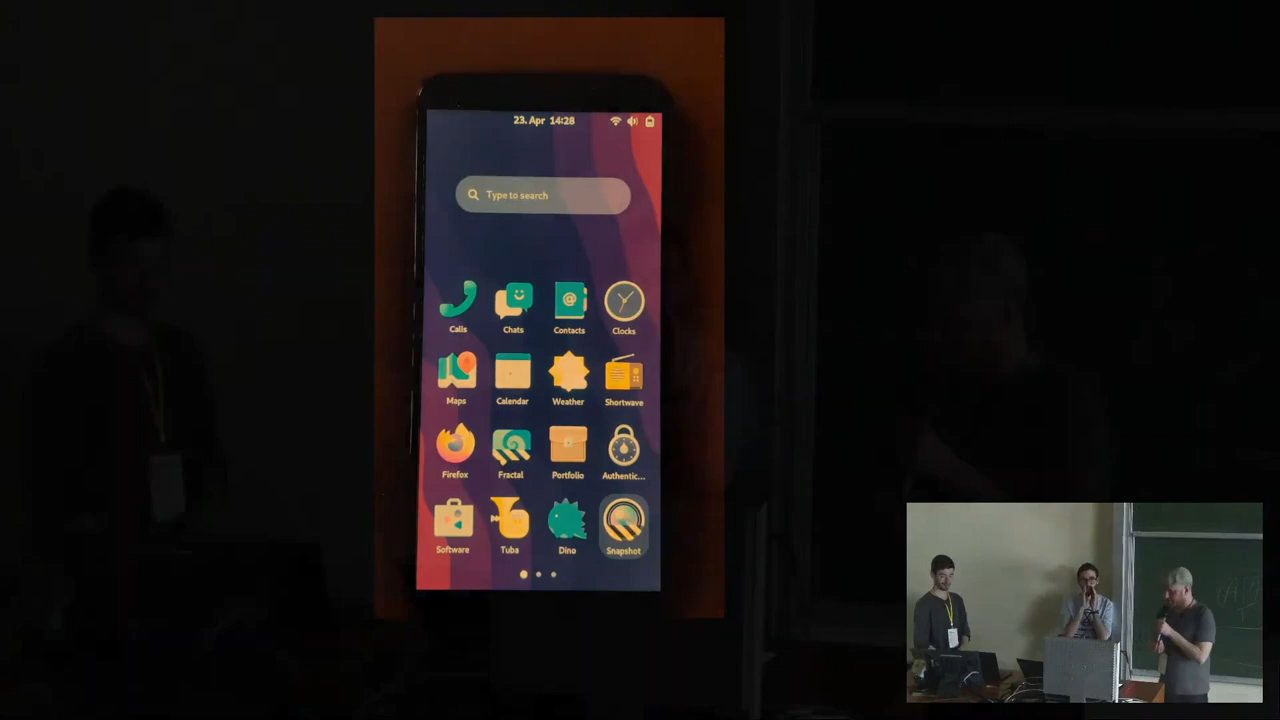 23. Apr 14:28
Type to search
Calls
Chats
Contacts
Clocks
Maps
Calendar
Weather
Shortwave
Firefox
Fractal
Portfolio
Authentic...
Software
Tuba
Dino
Snapshot